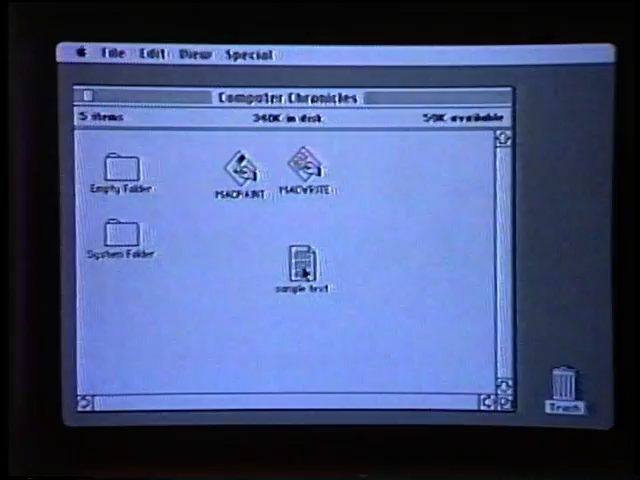 File Edit View Special
Computer Chronicles
5 items 340K in disk 59K available
Empty Folder MACPAINT MACWRITE
System Folder
sample text
Trash